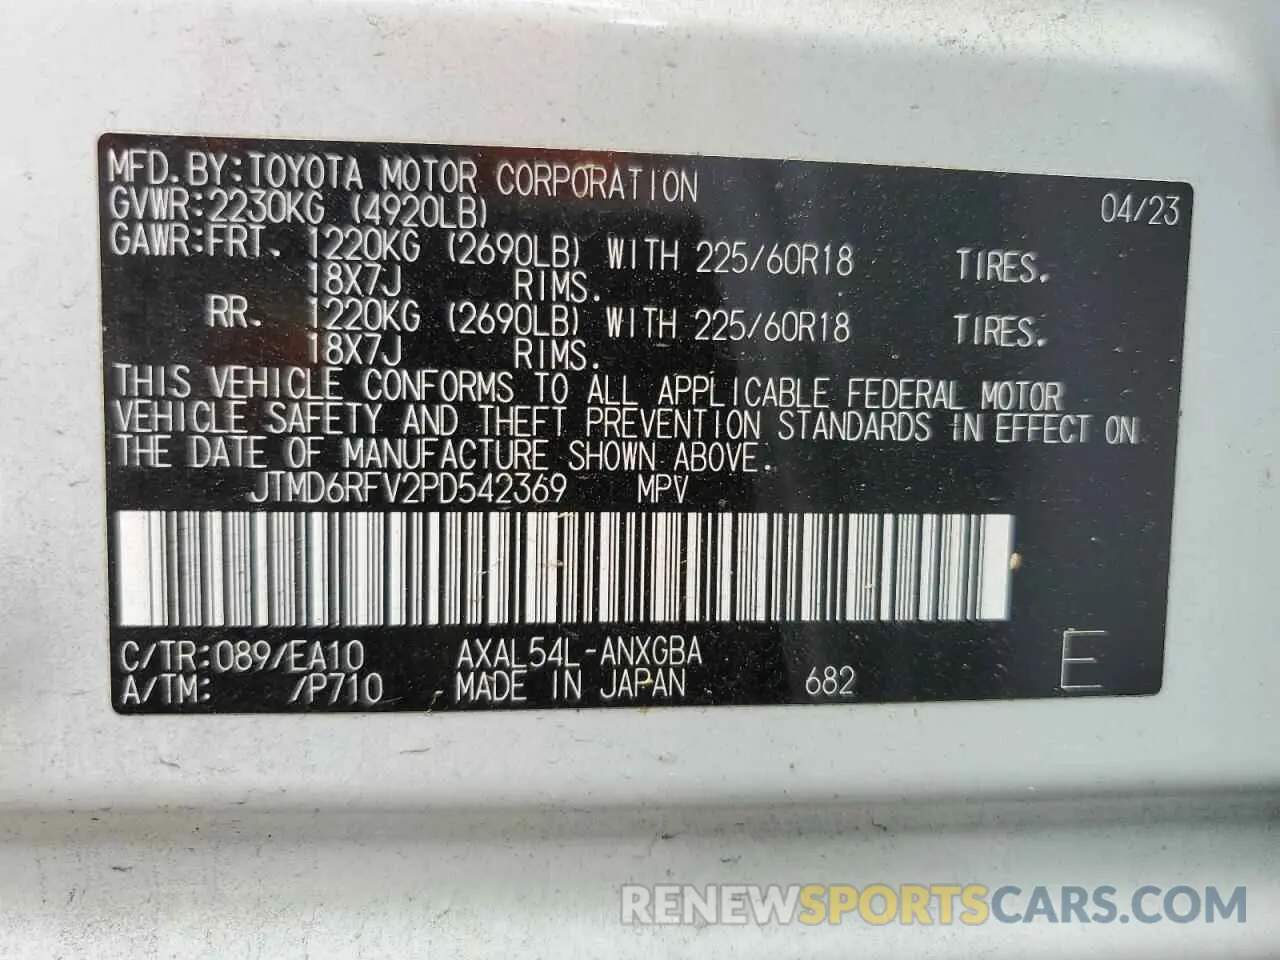 MFD.BY:TOYOTA MOTOR CORPORATION 04/23
GVWR:2230KG (4920LB)
GAWR:FRT. 1220KG (2690LB) WITH 225/60R18 TIRES.
18X7J RIMS.
RR. 1220KG (2690LB) WITH 225/60R18 TIRES.
18X7J RIMS.
THIS VEHICLE CONFORMS TO ALL APPLICABLE FEDERAL MOTOR
VEHICLE SAFETY AND THEFT PREVENTION STANDARDS IN EFFECT ON
THE DATE OF MANUFACTURE SHOWN ABOVE.
JTMD6RFV2PD542369 MPV
C/TR:089/EA10 AXAL54L-ANXGBA
A/TM: /P710 MADE IN JAPAN 682 E
RENEWSPORTSCARS.COM